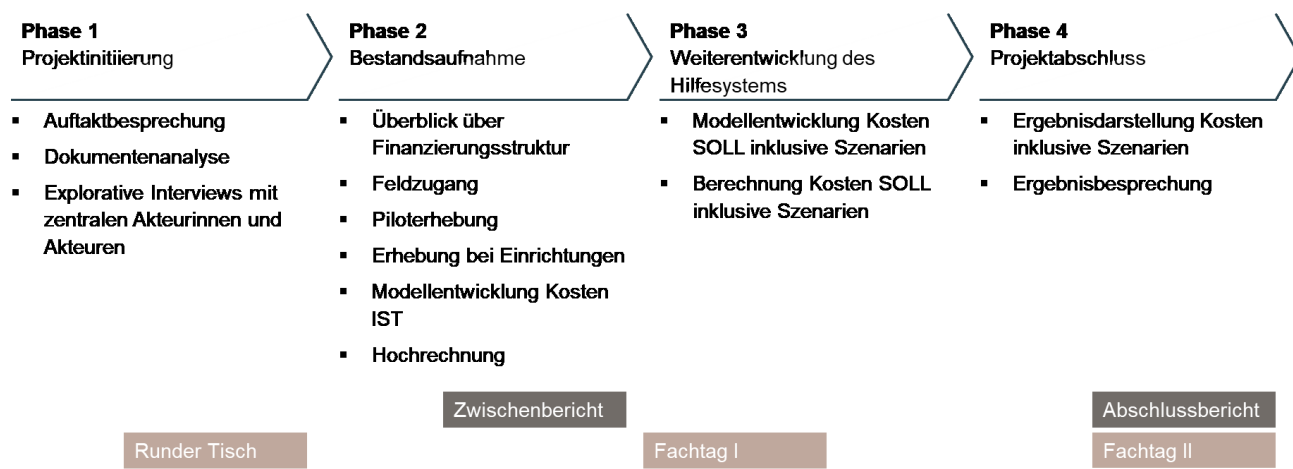 Phase 1
Projektinitiierung
▪ Auftaktbesprechung
▪ Dokumentenanalyse
▪ Explorative Interviews mit
zentralen Akteurinnen und
Akteuren
Phase 2
Bestandsaufnahme
▪ Überblick über
Finanzierungsstruktur
▪ Feldzugang
▪ Piloterhebung
▪ Erhebung bei Einrichtungen
▪ Modellentwicklung Kosten
IST
▪ Hochrechnung
Phase 3
Weiterentwicklung des
Hilfesystems
▪ Modellentwicklung Kosten
SOLL inklusive Szenarien
▪ Berechnung Kosten SOLL
inklusive Szenarien
Phase 4
Projektabschluss
▪ Ergebnisdarstellung Kosten
inklusive Szenarien
▪ Ergebnisbesprechung
Zwischenbericht
Abschlussbericht
Runder Tisch
Fachtag I
Fachtag II